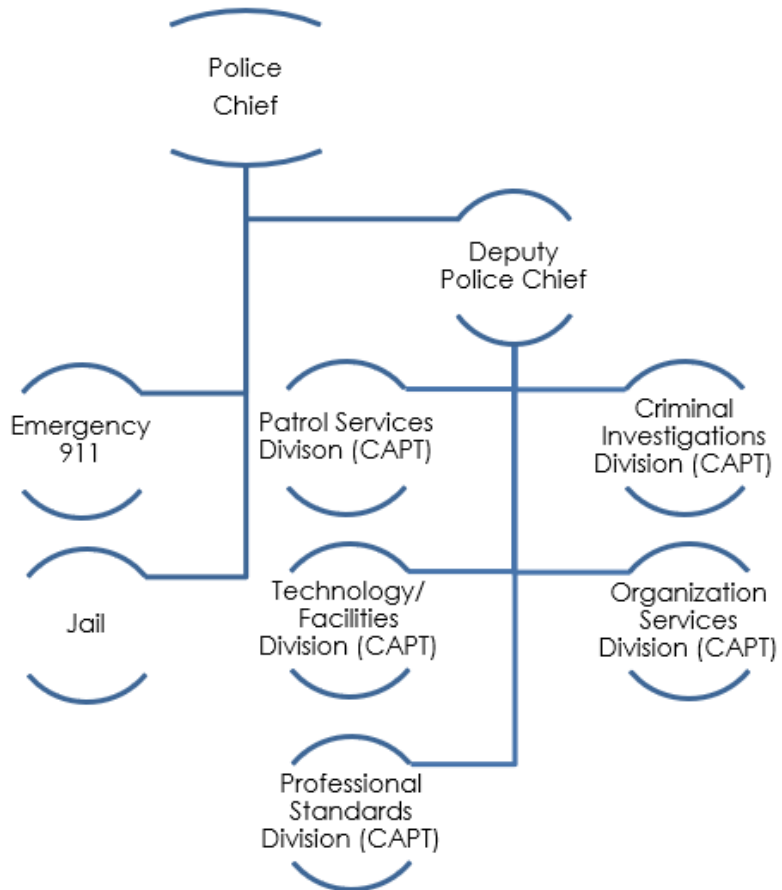 Police
Chief
Deputy
Police Chief
Emergency
911
Patrol Services
Divison (CAPT)
Criminal
Investigations
Division (CAPT)
Jail
Technology/
Facilities
Division (CAPT)
Organization
Services
Division (CAPT)
Professional
Standards
Division (CAPT)